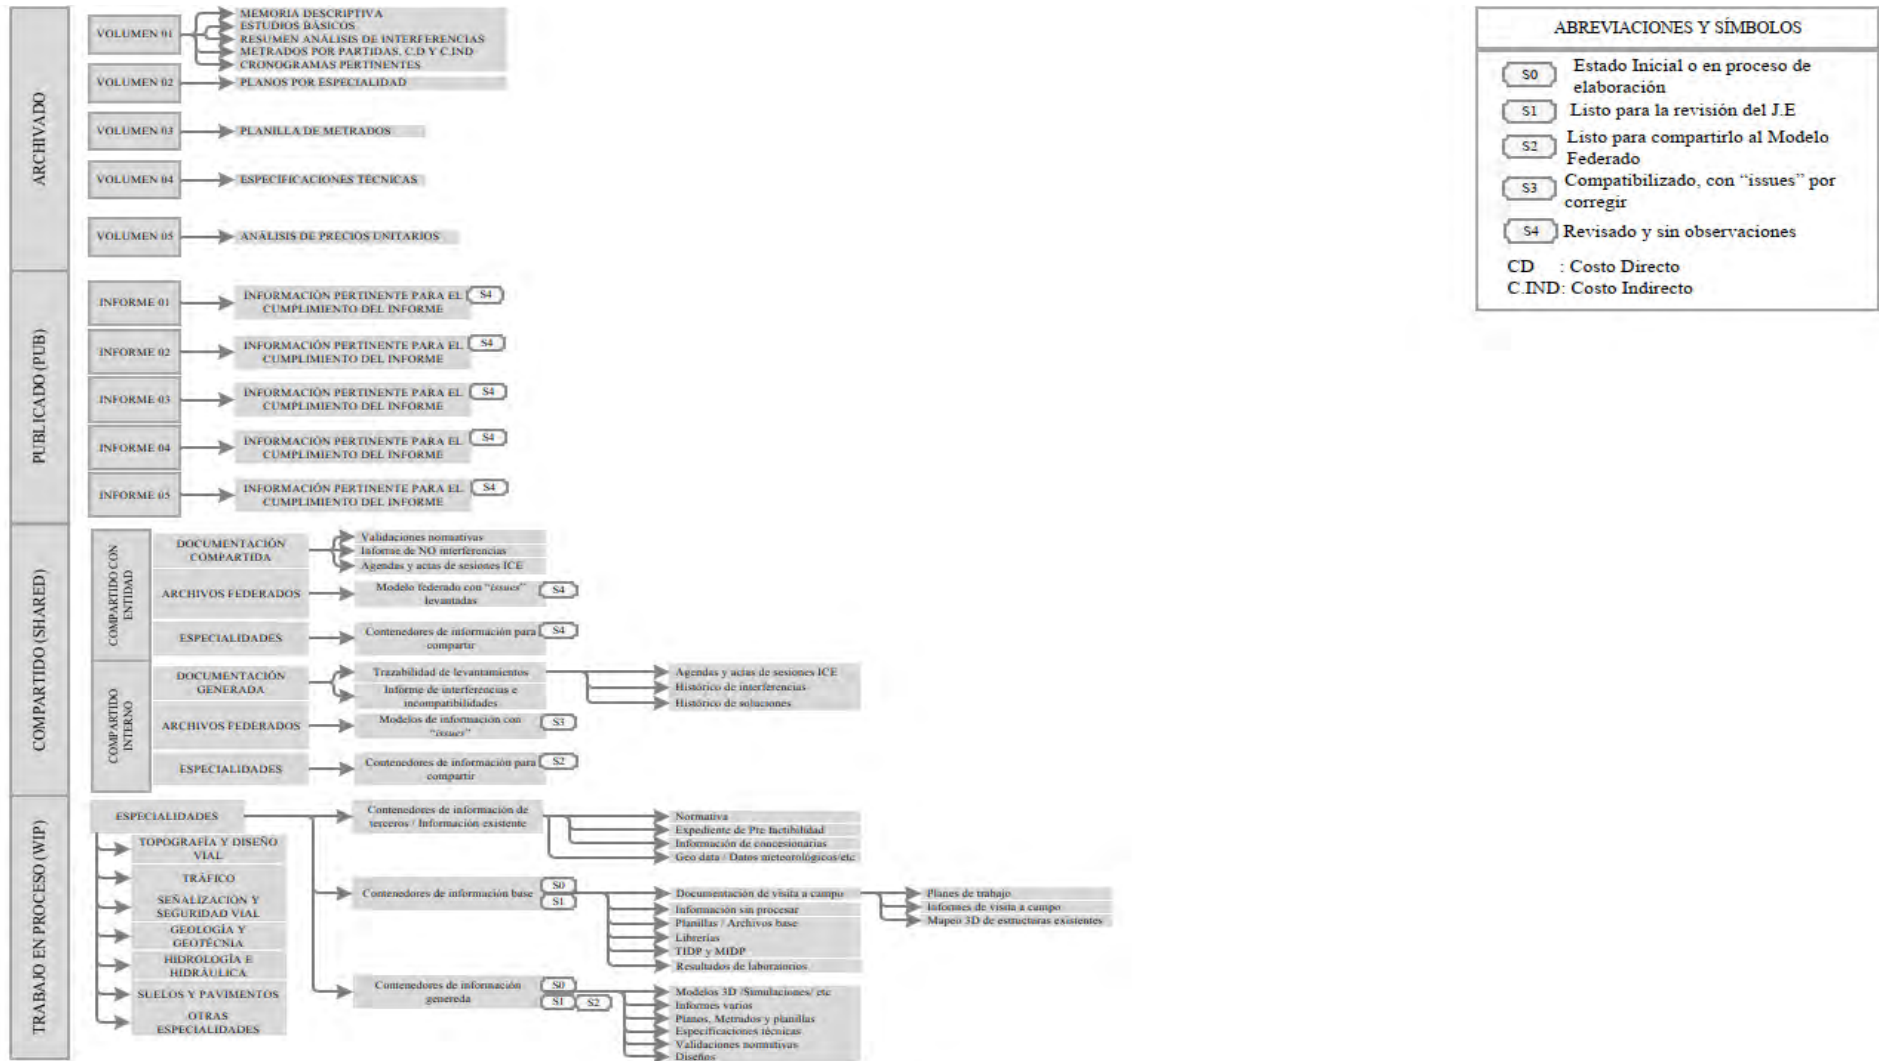 ARCHIVADO
VOLUMEN 01
MEMORIA DESCRIPTIVA
ESTUDIOS BÁSICOS
RESUMEN ANÁLISIS DE INTERFERENCIAS
METRADOS POR PARTIDAS, C.D Y C.IND
CRONOGRAMAS PERTINENTES
VOLUMEN 02
PLANOS POR ESPECIALIDAD
VOLUMEN 03
PLANILLA DE METRADOS
VOLUMEN 04
ESPECIFICACIONES TÉCNICAS
VOLUMEN 05
ANÁLISIS DE PRECIOS UNITARIOS
PUBLICADO (PUB)
INFORME 01
INFORMACIÓN PERTINENTE PARA EL
CUMPLIMIENTO DEL INFORME
S4
INFORME 02
INFORMACIÓN PERTINENTE PARA EL
CUMPLIMIENTO DEL INFORME
S4
INFORME 03
INFORMACIÓN PERTINENTE PARA EL
CUMPLIMIENTO DEL INFORME
S4
INFORME 04
INFORMACIÓN PERTINENTE PARA EL
CUMPLIMIENTO DEL INFORME
S4
INFORME 05
INFORMACIÓN PERTINENTE PARA EL
CUMPLIMIENTO DEL INFORME
S4
COMPARTIDO (SHARED)
COMPARTIDO CON
ENTIDAD
DOCUMENTACIÓN
COMPARTIDA
Validaciones normativas
Informe de NO interferencias
Agendas y actas de sesiones ICE
ARCHIVOS FEDERADOS
Modelo federado con “issues”
levantadas
S4
ESPECIALIDADES
Contenedores de información para
compartir
S4
COMPARTIDO
INTERNO
DOCUMENTACIÓN
GENERADA
Trazabilidad de levantamientos
Informe de interferencias e
incompatibilidades
Agendas y actas de sesiones ICE
Histórico de interferencias
Histórico de soluciones
ARCHIVOS FEDERADOS
Modelos de información con
“issues”
S3
ESPECIALIDADES
Contenedores de información para
compartir
S2
TRABAJO EN PROCESO (WIP)
ESPECIALIDADES
TOPOGRAFÍA Y DISEÑO
VIAL
TRÁFICO
SEÑALIZACIÓN Y
SEGURIDAD VIAL
GEOLOGÍA Y
GEOTÉCNIA
HIDROLOGÍA E
HIDRÁULICA
SUELOS Y PAVIMENTOS
OTRAS
ESPECIALIDADES
Contenedores de información de
terceros / Información existente
Normativa
Expediente de Pre factibilidad
Información de concesionarias
Geo data / Datos meteorológicos/etc
Contenedores de información base
S0
S1
Documentación de visita a campo
Información sin procesar
Planillas / Archivos base
Librerías
TIDP y MIDP
Resultados de laboratorios
Planes de trabajo
Informes de visita a campo
Mapeo 3D de estructuras existentes
Contenedores de información
genereda
S0
S1 S2
Modelos 3D /Simulaciones/ etc
Informes varios
Planos, Metrados y planillas
Especificaciones técnicas
Validaciones normativas
Diseños
ABREVIACIONES Y SÍMBOLOS
S0 Estado Inicial o en proceso de
elaboración
S1 Listo para la revisión del J.E
S2 Listo para compartirlo al Modelo
Federado
S3 Compatibilizado, con “issues” por
corregir
S4 Revisado y sin observaciones
CD : Costo Directo
C.IND: Costo Indirecto